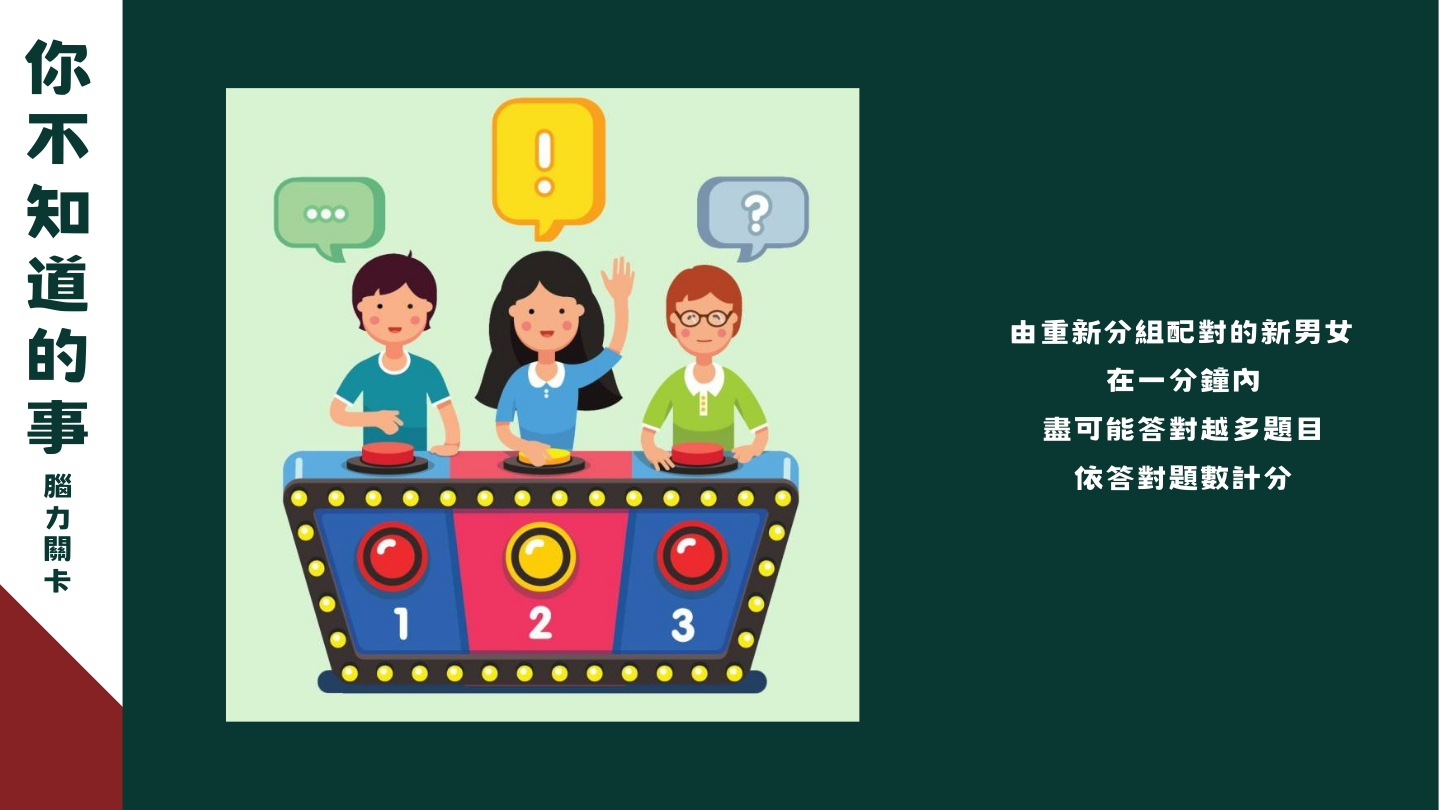 你不知道的事
腦力關卡
!
?
1
2
3
由重新分組配對的新男女
在一分鐘內
盡可能答對越多題目
依答對題數計分